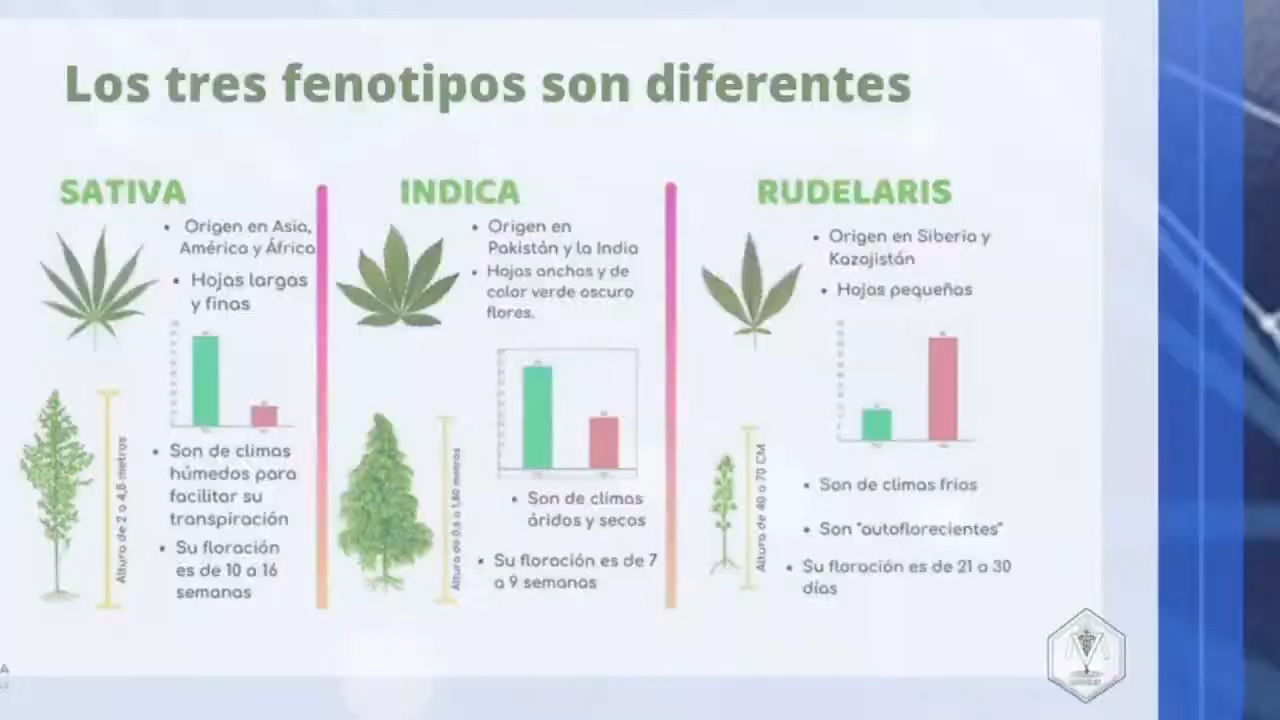 Los tres fenotipos son diferentes
SATIVA
Origen en Asia,
América y África
Hojas largas
y finas
Altura de 2 a 4,5 metros
Son de climas
húmedos para
facilitar su
transpiración
Su floración
es de 10 a 16
semanas
INDICA
Origen en
Pakistán y la India
Hojas anchas y de
color verde oscuro
flores.
Altura de 0,6 a 1,80 metros
Son de climas
áridos y secos
Su floración es de 7
a 9 semanas
RUDELARIS
Origen en Siberia y
Kazajistán
Hojas pequeñas
Altura de 40 a 70 CM
Son de climas frios
Son "autoflorecientes"
Su floración es de 21 a 30
días